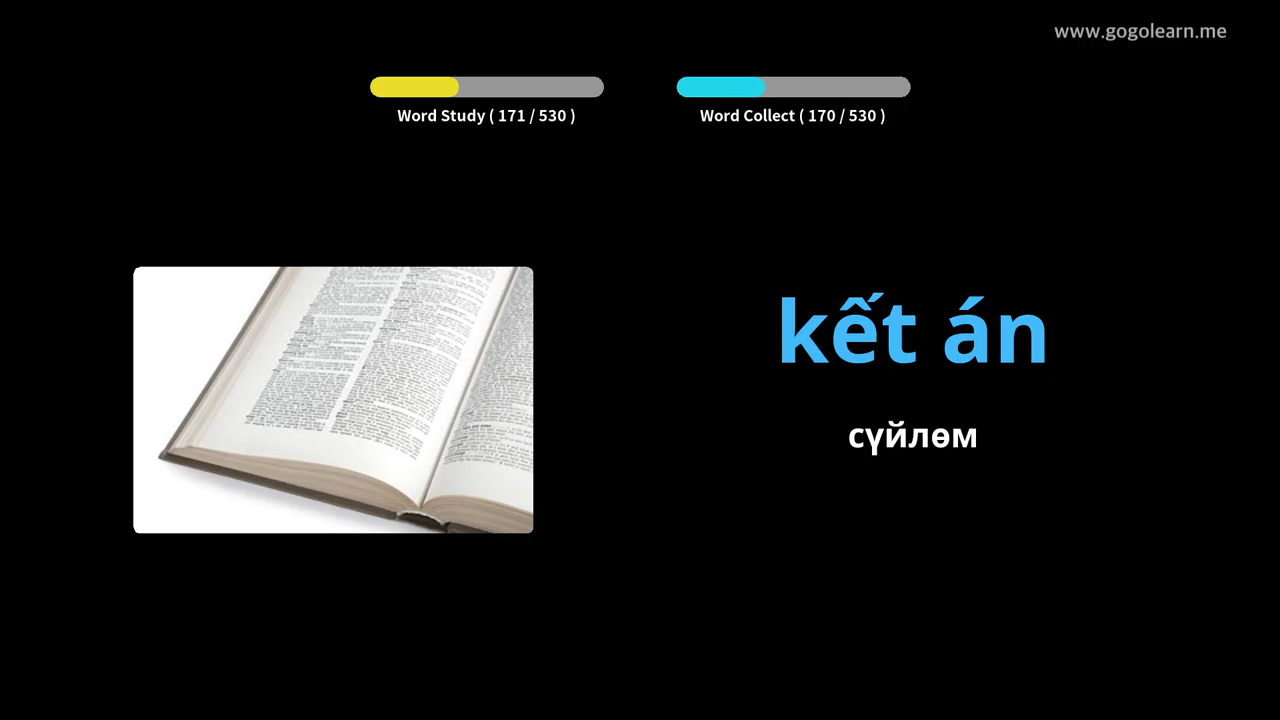 www.gogolearn.me
Word Study ( 171 / 530 )
Word Collect ( 170 / 530 )
kết án
сүйлөм